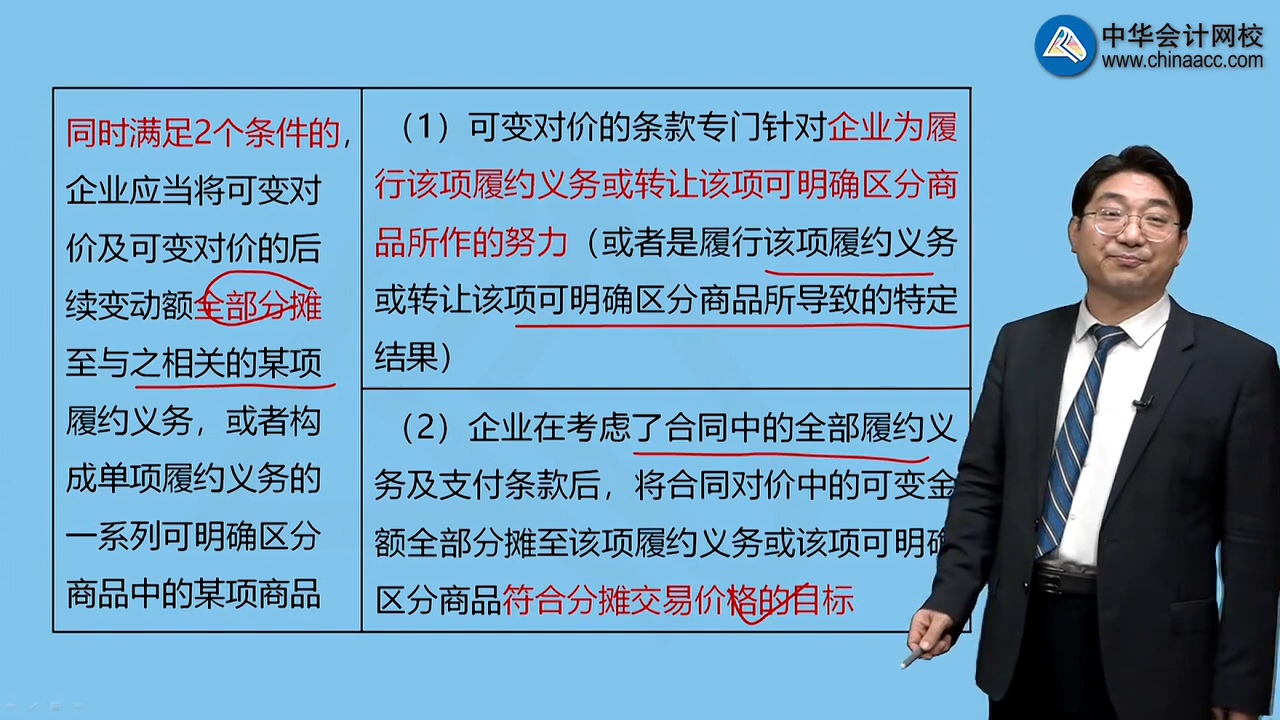 中华会计网校
www.chinaacc.com
同时满足2个条件的，
企业应当将可变对
价及可变对价的后
续变动额全部分摊
至与之相关的某项
履约义务，或者构
成单项履约义务的
一系列可明确区分
商品中的某项商品
（1）可变对价的条款专门针对企业为履
行该项履约义务或转让该项可明确区分商
品所作的努力（或者是履行该项履约义务
或转让该项可明确区分商品所导致的特定
结果）
（2）企业在考虑了合同中的全部履约义
务及支付条款后，将合同对价中的可变金
额全部分摊至该项履约义务或该项可明确
区分商品符合分摊交易价格的目标